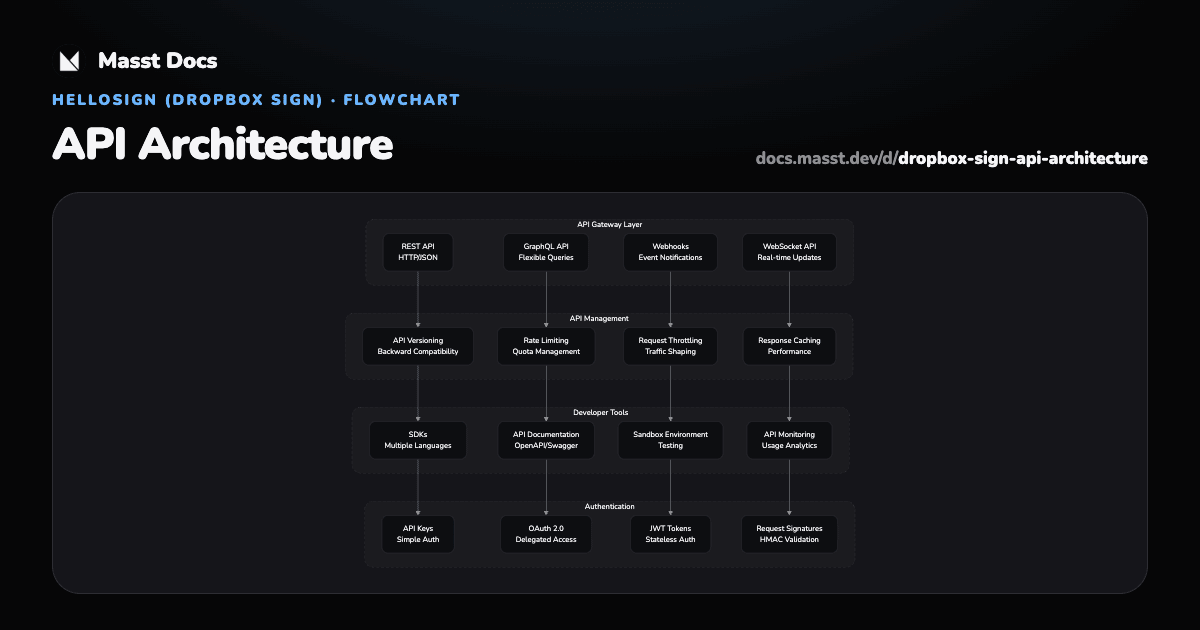 Masst Docs
HELLOSIGN (DROPBOX SIGN) · FLOWCHART
API Architecture
docs.masst.dev/d/dropbox-sign-api-architecture
API Gateway Layer
REST API
HTTP/JSON
GraphQL API
Flexible Queries
Webhooks
Event Notifications
WebSocket API
Real-time Updates
API Management
API Versioning
Backward Compatibility
Rate Limiting
Quota Management
Request Throttling
Traffic Shaping
Response Caching
Performance
Developer Tools
SDKs
Multiple Languages
API Documentation
OpenAPI/Swagger
Sandbox Environment
Testing
API Monitoring
Usage Analytics
Authentication
API Keys
Simple Auth
OAuth 2.0
Delegated Access
JWT Tokens
Stateless Auth
Request Signatures
HMAC Validation